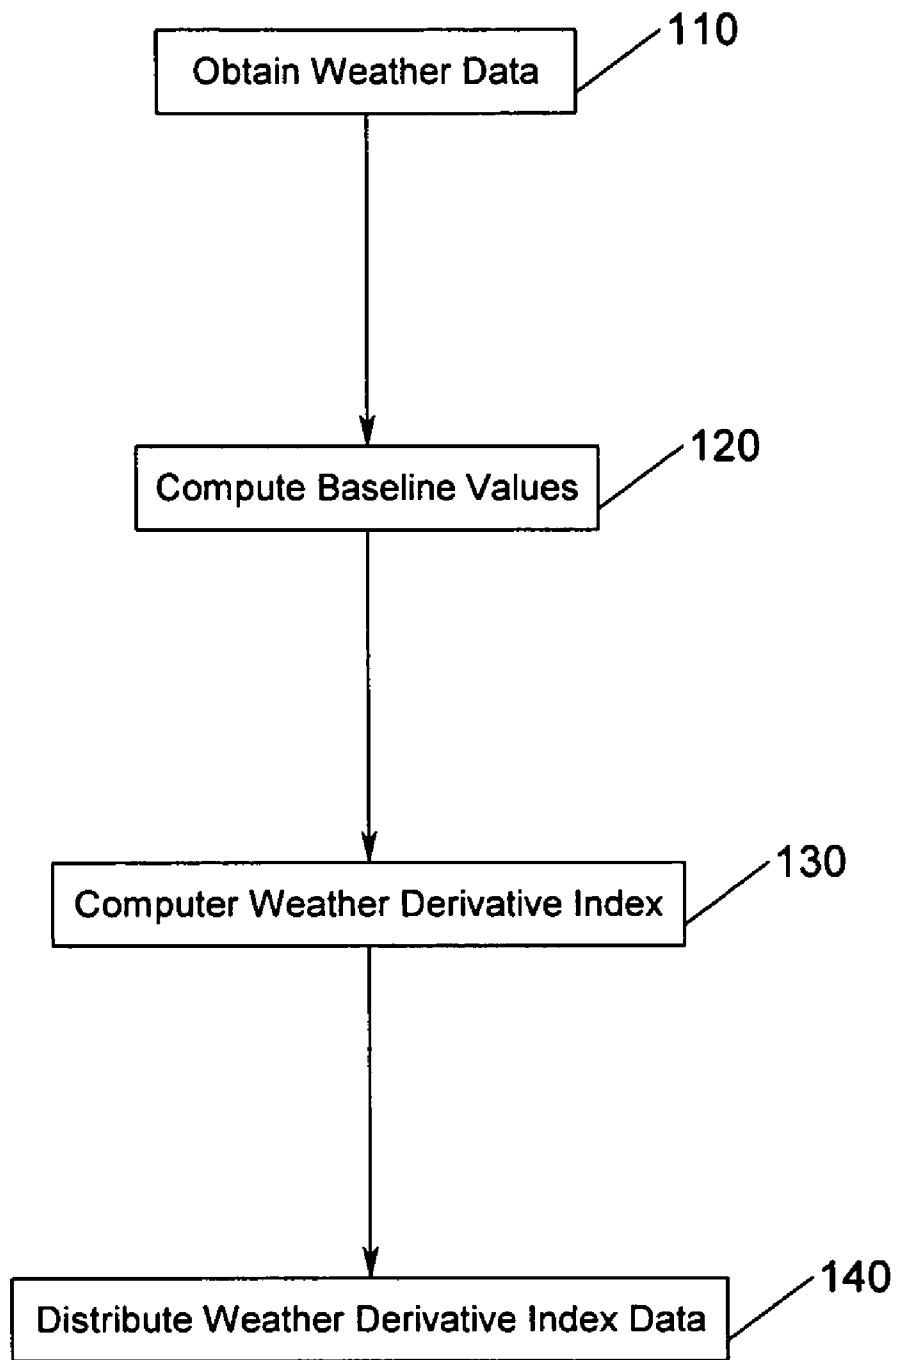 110
Obtain Weather Data
120
Compute Baseline Values
130
Computer Weather Derivative Index
140
Distribute Weather Derivative Index Data